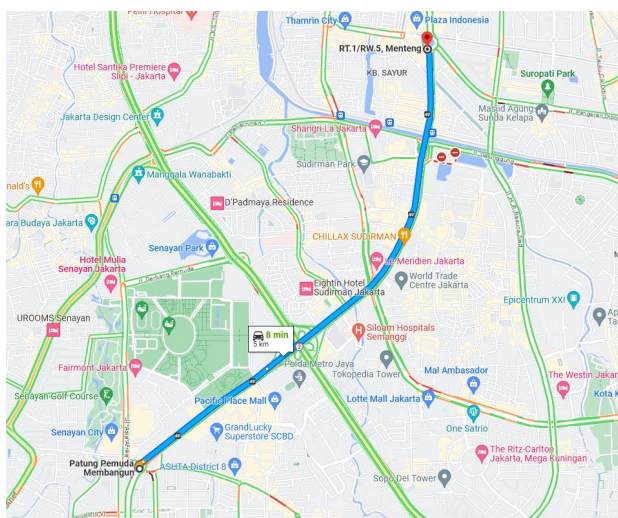 Thamrin City
Plaza Indonesia
RT.1/RW.5, Menteng
Hotel Santika Premiere
Slipi - Jakarta
KB. SAYUR
Suropati Park
Jakarta Design Center
Masjid Agung
Sunda Kelapa
Shangri-La Jakarta
Sudirman Park
Manggala Wanabakti
nald's
D'Padmaya Residence
ara Budaya Jakarta
CHILLAX SUDIRMAN
Senayan Park
Le Meridien Jakarta
Hotel Mulia
Senayan Jakarta
World Trade
Centre Jakarta
Eightin Hotel
Sudirman Jakarta
Epicentrum XXI
UROOMS Senayan
8 min
5 km
Siloam Hospitals
Semanggi
Polda Metro Jaya
Tokopedia Tower
Fairmont Jakarta
Mal Ambasador
The Westin Jakar
Senayan Golf Course
Pacific Place Mall
Lotte Mall Jakarta
Kota K
GrandLucky
Superstore SCBD
One Satrio
Senayan City
The Ritz-Carlton
Jakarta, Mega Kuningan
Patung Pemuda
Membangun
ASHTA District 8
Sopo Del Tower